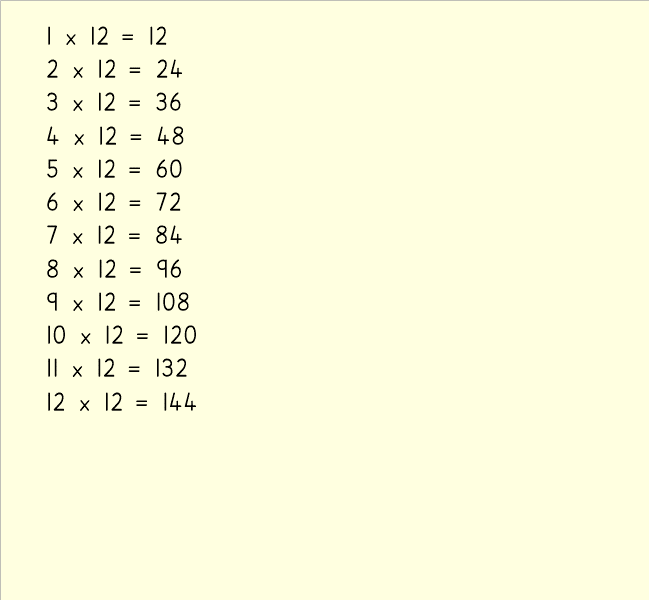 1 x 12 = 12
2 x 12 = 24
3 x 12 = 36
4 x 12 = 48
5 x 12 = 60
6 x 12 = 72
7 x 12 = 84
8 x 12 = 96
9 x 12 = 108
10 x 12 = 120
11 x 12 = 132
12 x 12 = 144